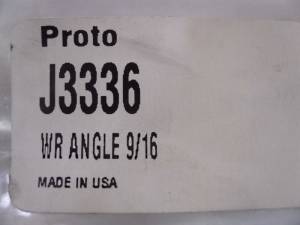 Proto
J3336
WR ANGLE 9/16
MADE IN USA